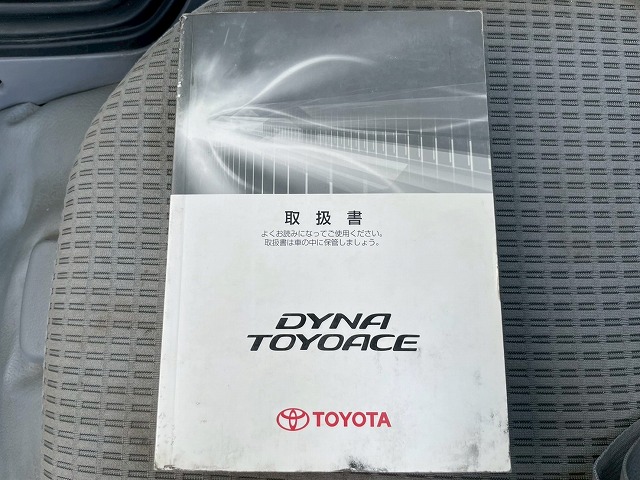 取扱書
よくお読みになってご使用ください。
取扱書は車の中に保管しましょう。
DYNA
TOYOACE
TOYOTA